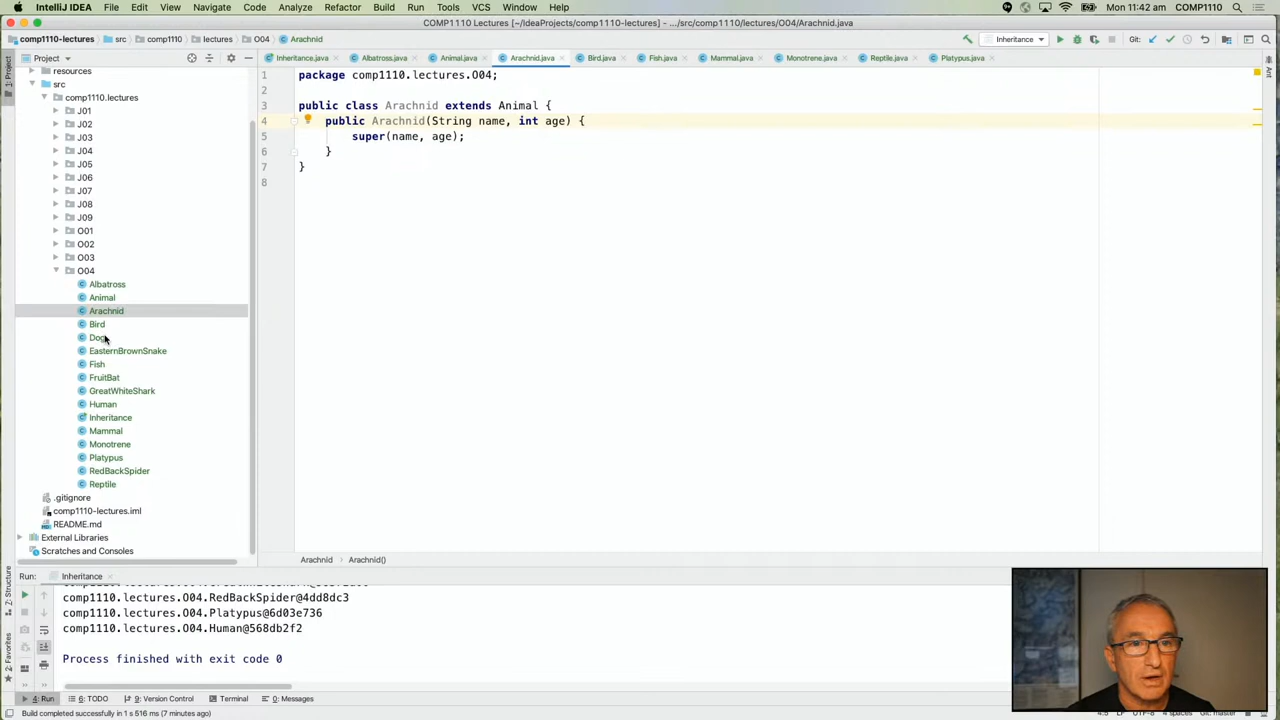 IntelliJ IDEA File Edit View Navigate Code Analyze Refactor Build Run Tools VCS Window Help Mon 11:42 am COMP1110
COMP1110 Lectures [~/IdeaProjects/comp1110-lectures] - .../src/comp1110/lectures/O04/Arachnid.java
comp1110-lectures src comp1110 lectures O04 Arachnid Inheritance Git:
Project Inheritance.java Albatross.java Animal.java Arachnid.java Bird.java Fish.java Mammal.java Monotrene.java Reptile.java Platypus.java
1: Project
Ant
resources
src
comp1110.lectures
J01
J02
J03
J04
J05
J06
J07
J08
J09
O01
O02
O03
O04
Albatross
Animal
Arachnid
Bird
Dog
EasternBrownSnake
Fish
FruitBat
GreatWhiteShark
Human
Inheritance
Mammal
Monotrene
Platypus
RedBackSpider
Reptile
.gitignore
comp1110-lectures.iml
README.md
External Libraries
Scratches and Consoles
1 package comp1110.lectures.O04;
2
3 public class Arachnid extends Animal {
4 public Arachnid(String name, int age) {
5 super(name, age);
6 }
7 }
8
Arachnid Arachnid()
Run: Inheritance
7: Structure
2: Favorites
comp1110.lectures.O04.RedBackSpider@4dd8dc3
comp1110.lectures.O04.Platypus@6d03e736
comp1110.lectures.O04.Human@568db2f2
Process finished with exit code 0
4: Run 6: TODO 9: Version Control Terminal 0: Messages
Build completed successfully in 1 s 516 ms (7 minutes ago)